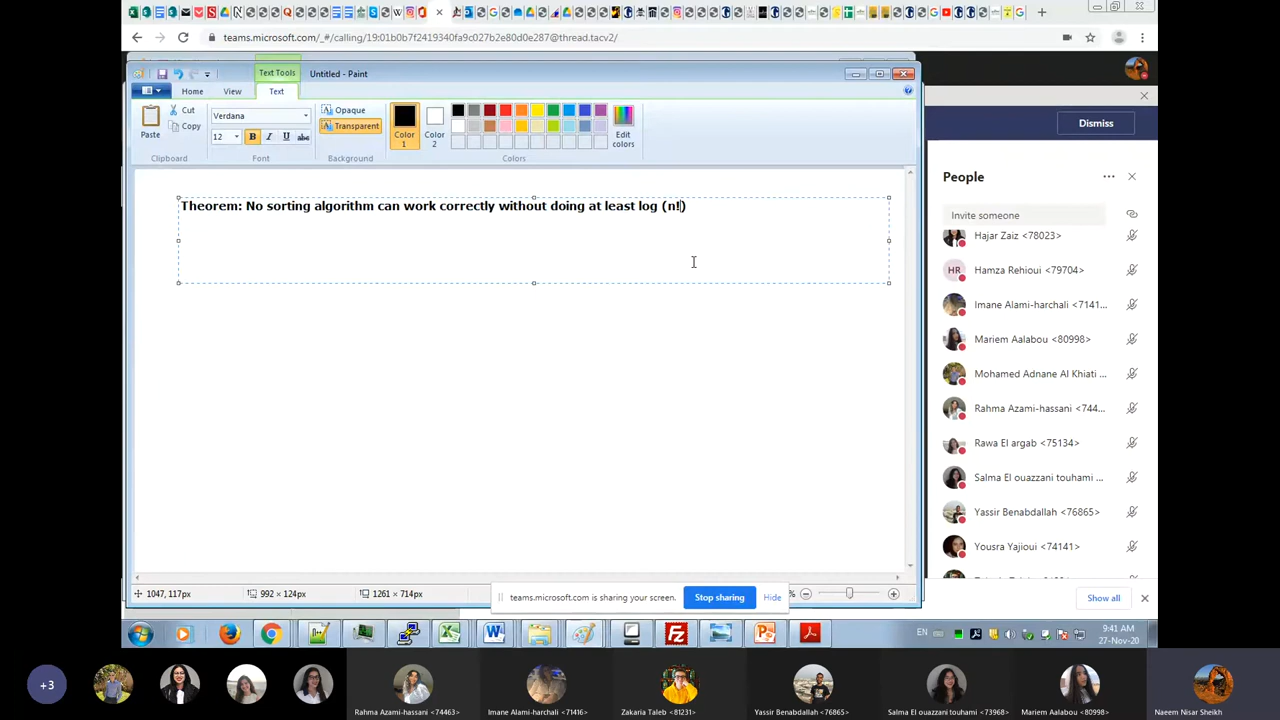 teams.microsoft.com/_#/calling/19:01b0b7f2419340fa9c027b2e80d0e287@thread.tacv2/
Text Tools
Untitled - Paint
Home
View
Text
Cut
Copy
Paste
Clipboard
Verdana
12
B
I
U
abc
Font
Opaque
Transparent
Background
Color
1
Color
2
Edit
colors
Colors
Theorem: No sorting algorithm can work correctly without doing at least log (n!)
1047, 117px
992 × 124px
1261 × 714px
%
teams.microsoft.com is sharing your screen.
Stop sharing
Hide
Dismiss
People
Invite someone
Hajar Zaiz <78023>
HR
Hamza Rehioui <79704>
Imane Alami-harchali <7141...
Mariem Aalabou <80998>
Mohamed Adnane Al Khiati ...
Rahma Azami-hassani <744...
Rawa El argab <75134>
Salma El ouazzani touhami ...
Yassir Benabdallah <76865>
Yousra Yajioui <74141>
Show all
EN
9:41 AM
27-Nov-20
+3
Rahma Azami-hassani <74463>
Imane Alami-harchali <71416>
Zakaria Taleb <81231>
Yassir Benabdallah <76865>
Salma El ouazzani touhami <73968>
Mariem Aalabou <80998>
Naeem Nisar Sheikh